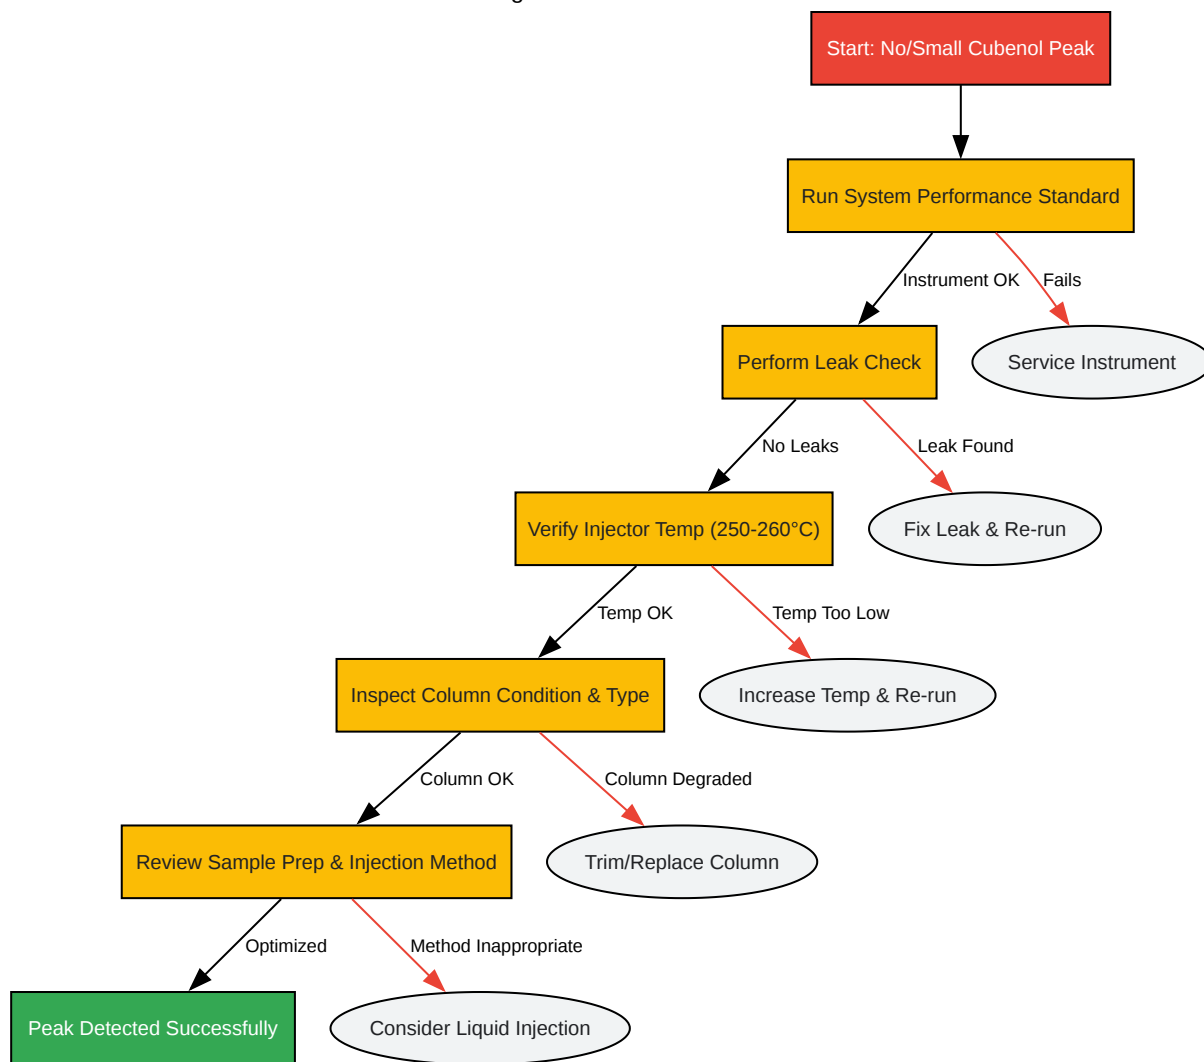 Start: No/Small Cubenol Peak
Run System Performance Standard
Instrument OK
Fails
Perform Leak Check
Service Instrument
No Leaks
Leak Found
Verify Injector Temp (250-260°C)
Fix Leak & Re-run
Temp OK
Temp Too Low
Inspect Column Condition & Type
Increase Temp & Re-run
Column OK
Column Degraded
Review Sample Prep & Injection Method
Trim/Replace Column
Optimized
Method Inappropriate
Peak Detected Successfully
Consider Liquid Injection